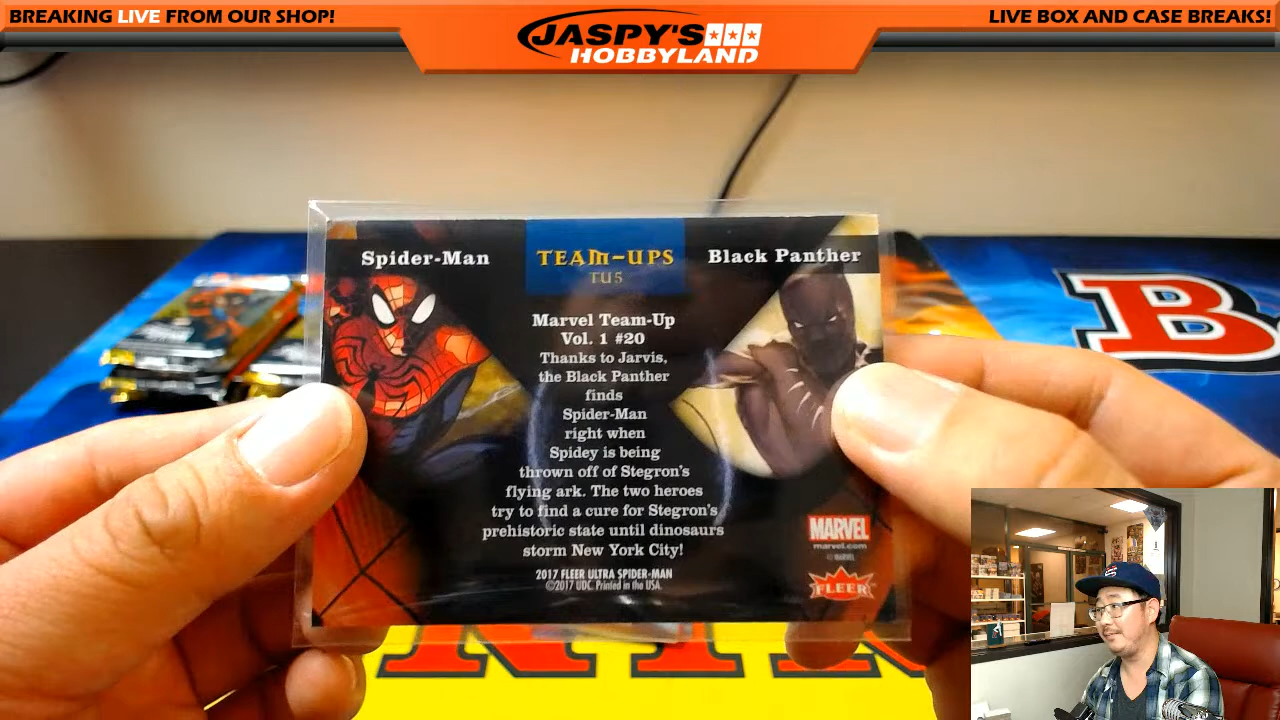 BREAKING LIVE FROM OUR SHOP!
JASPY'S
HOBBYLAND
LIVE BOX AND CASE BREAKS!
Spider-Man
TEAM-UPS
TU5
Black Panther
Marvel Team-Up
Vol. 1 #20
Thanks to Jarvis,
the Black Panther
finds
Spider-Man
right when
Spidey is being
thrown off of Stegron's
flying ark. The two heroes
try to find a cure for Stegron's
prehistoric state until dinosaurs
storm New York City!
2017 FLEER ULTRA SPIDER-MAN
©2017 UDC. Printed in the USA.
MARVEL
marvel.com
© MARVEL
FLEER
B